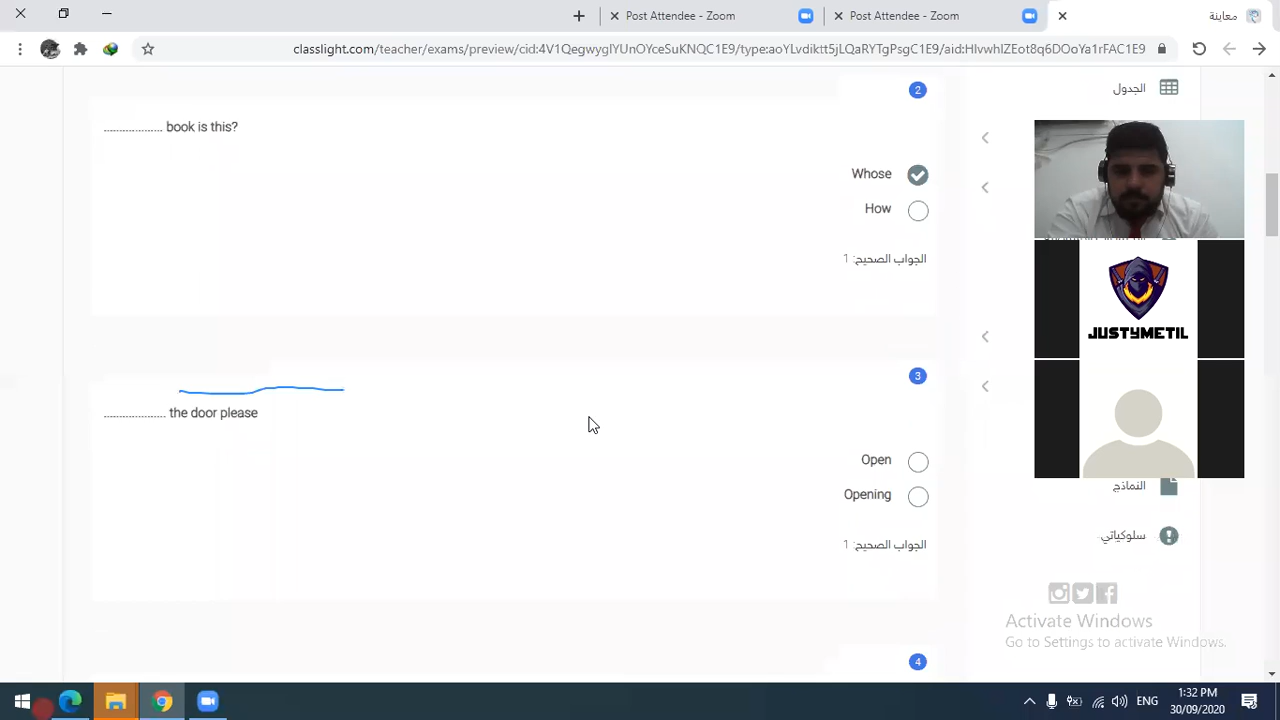 Post Attendee - Zoom
Post Attendee - Zoom
معاينة
classlight.com/teacher/exams/preview/cid:4V1QegwyglYUnOYceSuKNQC1E9/type:aoYLvdiktt5jLQaRYTgPsgC1E9/aid:HIvwhIZEot8q6DOoYa1rFAC1E9
الجدول
2
.................. book is this?
Whose
How
الجواب الصحيح: 1
JUSTYMETIL
3
................... the door please
Open
Opening
الجواب الصحيح: 1
النماذج
سلوكياتي
Activate Windows
Go to Settings to activate Windows.
4
ENG
1:32 PM
30/09/2020